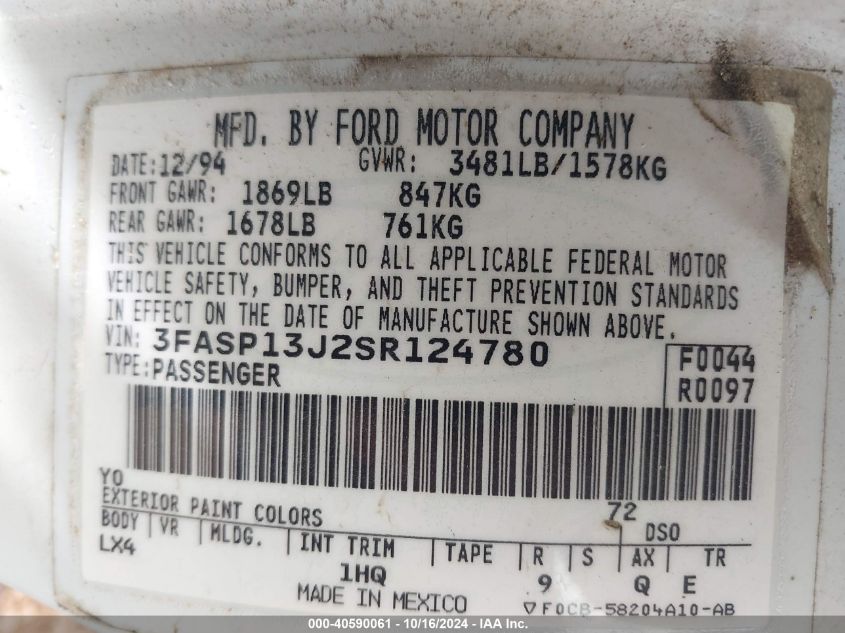 MFD. BY FORD MOTOR COMPANY
DATE:12/94 GVWR: 3481LB/1578KG
FRONT GAWR: 1869LB 847KG
REAR GAWR: 1678LB 761KG
THIS VEHICLE CONFORMS TO ALL APPLICABLE FEDERAL MOTOR
VEHICLE SAFETY, BUMPER, AND THEFT PREVENTION STANDARDS
IN EFFECT ON THE DATE OF MANUFACTURE SHOWN ABOVE.
VIN: 3FASP13J2SR124780 F0044
TYPE:PASSENGER R0097
YO 72
EXTERIOR PAINT COLORS DSO
BODY VR MLDG. INT TRIM TAPE R S AX TR
LX4 1HQ 9 Q E
MADE IN MEXICO ▽F0CB-58204A10-AB
000-40590061 - 10/16/2024 - IAA Inc.